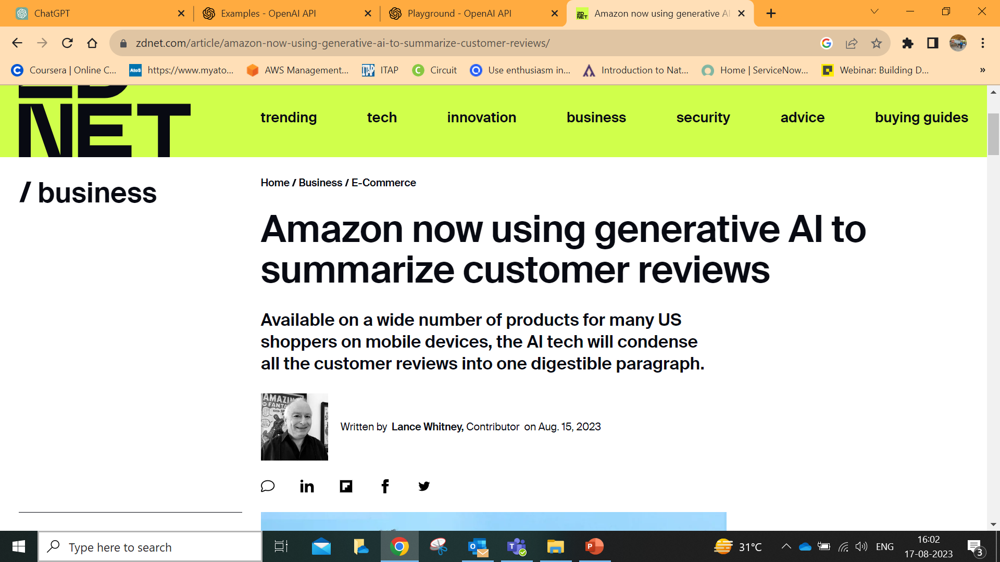 ChatGPT
Examples - OpenAI API
Playground - OpenAI API
Amazon now using generative AI
zdnet.com/article/amazon-now-using-generative-ai-to-summarize-customer-reviews/
Coursera | Online C...
https://www.myato...
AWS Management...
ITAP
Circuit
Use enthusiasm in...
Introduction to Nat...
Home | ServiceNow...
Webinar: Building D...
»
ZD
NET
trending
tech
innovation
business
security
advice
buying guides
/ business
Home / Business / E-Commerce
Amazon now using generative AI to
summarize customer reviews
Available on a wide number of products for many US
shoppers on mobile devices, the AI tech will condense
all the customer reviews into one digestible paragraph.
AMAZING
FANTASY
Written by Lance Whitney, Contributor on Aug. 15, 2023
Type here to search
31°C
ENG
16:02
17-08-2023
3